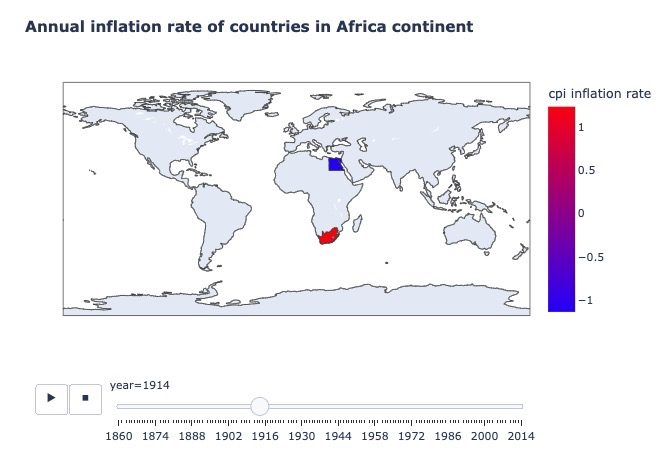 Annual inflation rate of countries in Africa continent
cpi inflation rate
1
0.5
0
−0.5
−1
year=1914
1860 1874 1888 1902 1916 1930 1944 1958 1972 1986 2000 2014